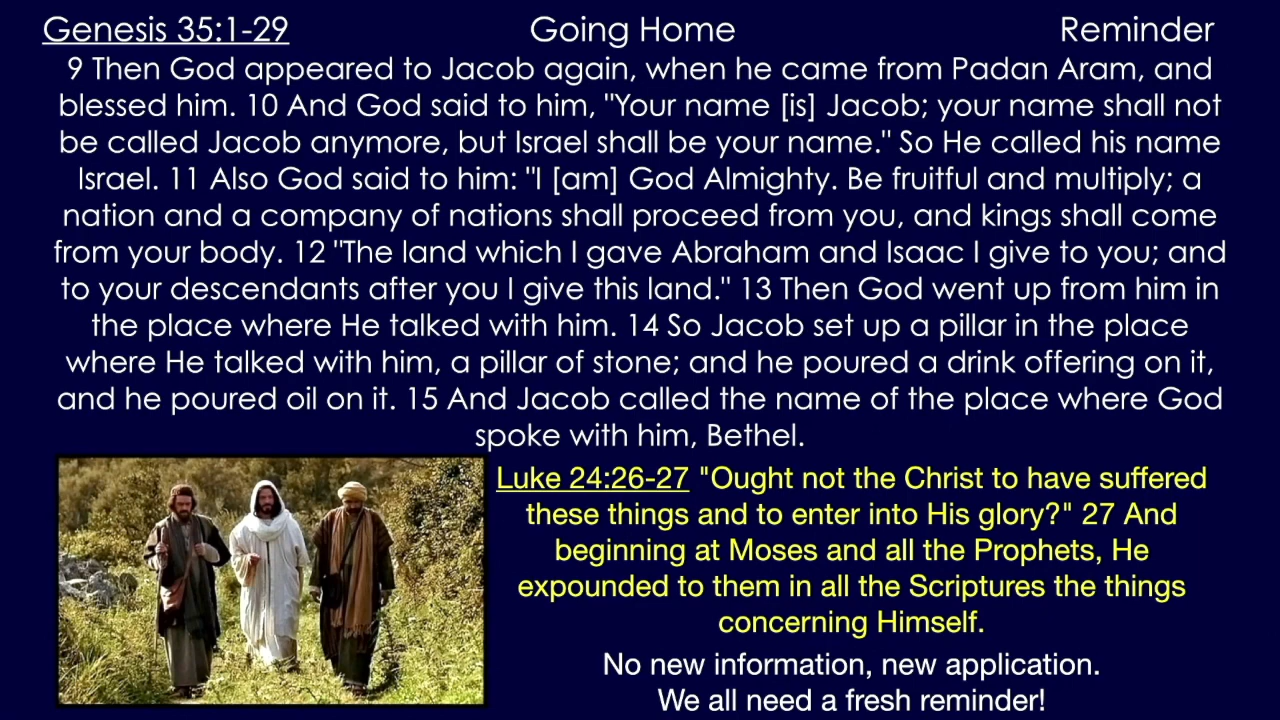 Genesis 35:1-29 Going Home Reminder
9 Then God appeared to Jacob again, when he came from Padan Aram, and
blessed him. 10 And God said to him, "Your name [is] Jacob; your name shall not
be called Jacob anymore, but Israel shall be your name." So He called his name
Israel. 11 Also God said to him: "I [am] God Almighty. Be fruitful and multiply; a
nation and a company of nations shall proceed from you, and kings shall come
from your body. 12 "The land which I gave Abraham and Isaac I give to you; and
to your descendants after you I give this land." 13 Then God went up from him in
the place where He talked with him. 14 So Jacob set up a pillar in the place
where He talked with him, a pillar of stone; and he poured a drink offering on it,
and he poured oil on it. 15 And Jacob called the name of the place where God
spoke with him, Bethel.
Luke 24:26-27 "Ought not the Christ to have suffered
these things and to enter into His glory?" 27 And
beginning at Moses and all the Prophets, He
expounded to them in all the Scriptures the things
concerning Himself.
No new information, new application.
We all need a fresh reminder!